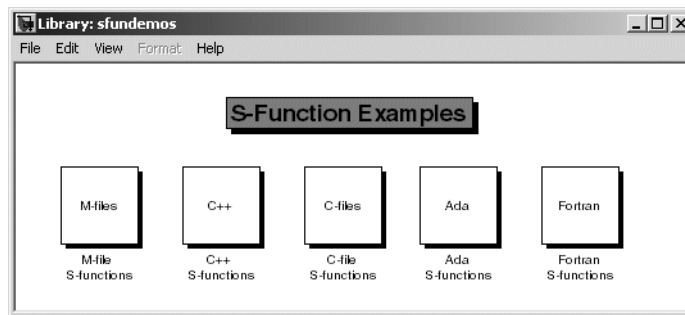 Library: sfundemos
File Edit View Format Help
S-Function Examples
M-files C++ C-files Ada Fortran
M-file C++ C-file Ada Fortran
S-functions S-functions S-functions S-functions S-functions